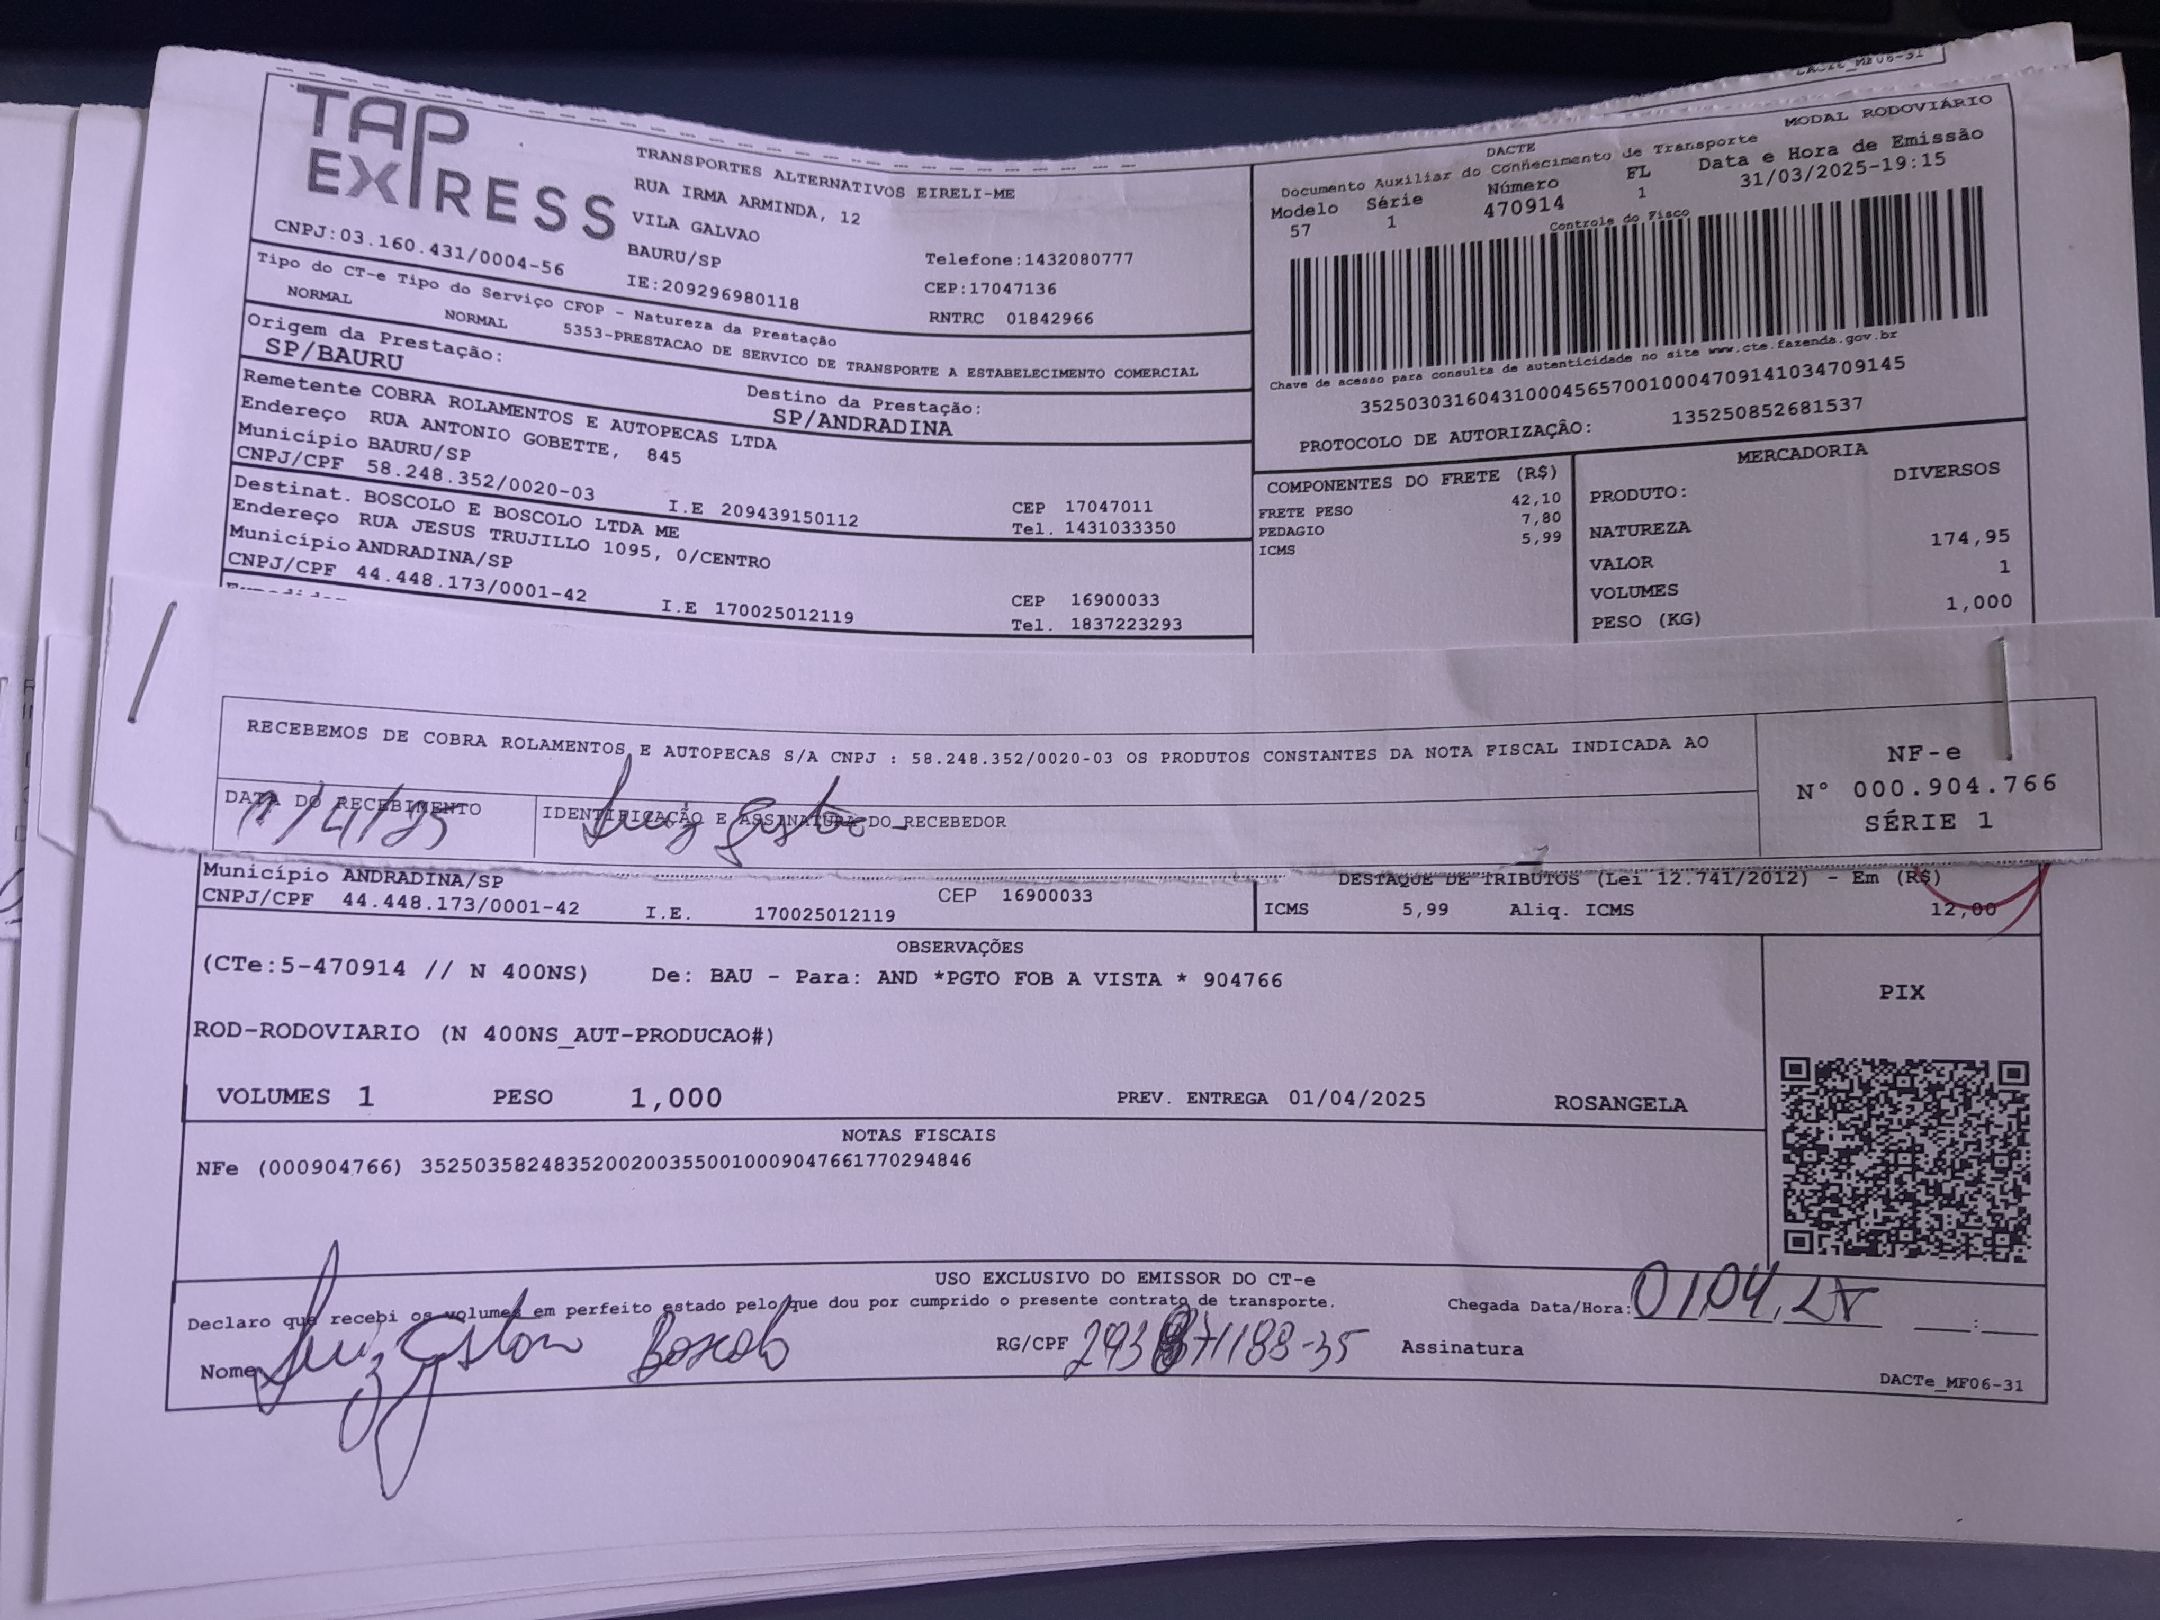 DACTe_MF06-31
TAP
EXPRESS
TRANSPORTES ALTERNATIVOS EIRELI-ME
RUA IRMA ARMINDA, 12
VILA GALVAO
BAURU/SP
IE:209296980118
Telefone:1432080777
CEP:17047136
RNTRC 01842966
CNPJ:03.160.431/0004-56
DACTE
MODAL RODOVIÁRIO
Documento Auxiliar do Conhecimento de Transporte
Modelo Série Número FL Data e Hora de Emissão
57 1 470914 1 31/03/2025-19:15
Controle do Fisco
Chave de acesso para consulta de autenticidade no site www.cte.fazenda.gov.br
35250303160431000456570010004709141034709145
PROTOCOLO DE AUTORIZAÇÃO: 135250852681537
Tipo do CT-e Tipo do Serviço CFOP - Natureza da Prestação
NORMAL NORMAL 5353-PRESTACAO DE SERVICO DE TRANSPORTE A ESTABELECIMENTO COMERCIAL
Origem da Prestação: Destino da Prestação:
SP/BAURU SP/ANDRADINA
Remetente COBRA ROLAMENTOS E AUTOPECAS LTDA
Endereço RUA ANTONIO GOBETTE, 845
Município BAURU/SP CEP 17047011
CNPJ/CPF 58.248.352/0020-03 I.E 209439150112 Tel. 1431033350
Destinat. BOSCOLO E BOSCOLO LTDA ME
Endereço RUA JESUS TRUJILLO 1095, 0/CENTRO
Município ANDRADINA/SP CEP 16900033
CNPJ/CPF 44.448.173/0001-42 I.E 170025012119 Tel. 1837223293
COMPONENTES DO FRETE (R$)
FRETE PESO 42,10
PEDAGIO 7,80
ICMS 5,99
MERCADORIA
PRODUTO: DIVERSOS
NATUREZA
VALOR 174,95
VOLUMES 1
PESO (KG) 1,000
RECEBEMOS DE COBRA ROLAMENTOS E AUTOPECAS S/A CNPJ : 58.248.352/0020-03 OS PRODUTOS CONSTANTES DA NOTA FISCAL INDICADA AO
NF-e
N° 000.904.766
SÉRIE 1
DATA DO RECEBIMENTO IDENTIFICAÇÃO E ASSINATURA DO RECEBEDOR
Município ANDRADINA/SP CEP 16900033
CNPJ/CPF 44.448.173/0001-42 I.E. 170025012119
DESTAQUE DE TRIBUTOS (Lei 12.741/2012) - Em (R$)
ICMS 5,99 Aliq. ICMS 12,00
OBSERVAÇÕES
(CTe:5-470914 // N 400NS) De: BAU - Para: AND *PGTO FOB A VISTA * 904766
ROD-RODOVIARIO (N 400NS_AUT-PRODUCAO#)
PIX
VOLUMES 1 PESO 1,000 PREV. ENTREGA 01/04/2025 ROSANGELA
NOTAS FISCAIS
NFe (000904766) 35250358248352002003550010009047661770294846
USO EXCLUSIVO DO EMISSOR DO CT-e
Declaro que recebi os volumes em perfeito estado pelo que dou por cumprido o presente contrato de transporte. Chegada Data/Hora: 01,04,25
Nome Luiz Gastão Boscolo RG/CPF Assinatura
DACTe_MF06-31